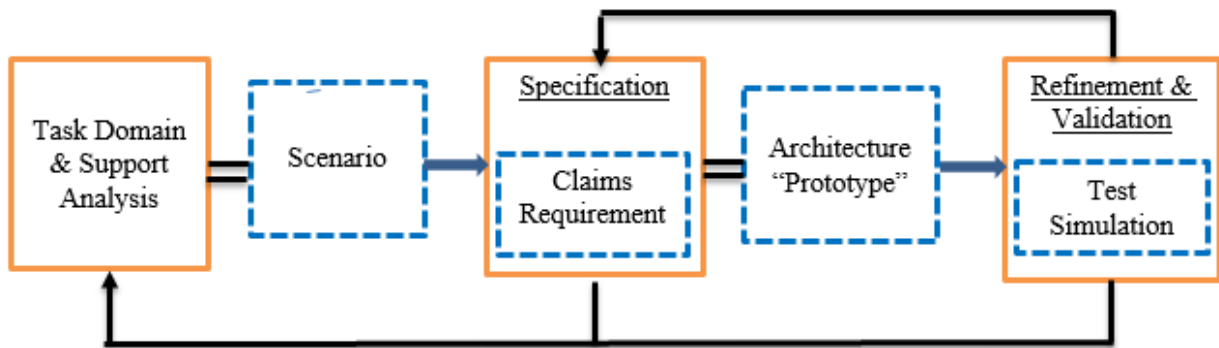 Task Domain
& Support
Analysis
Scenario
Specification
Claims
Requirement
Architecture
“Prototype”
Refinement &
Validation
Test
Simulation